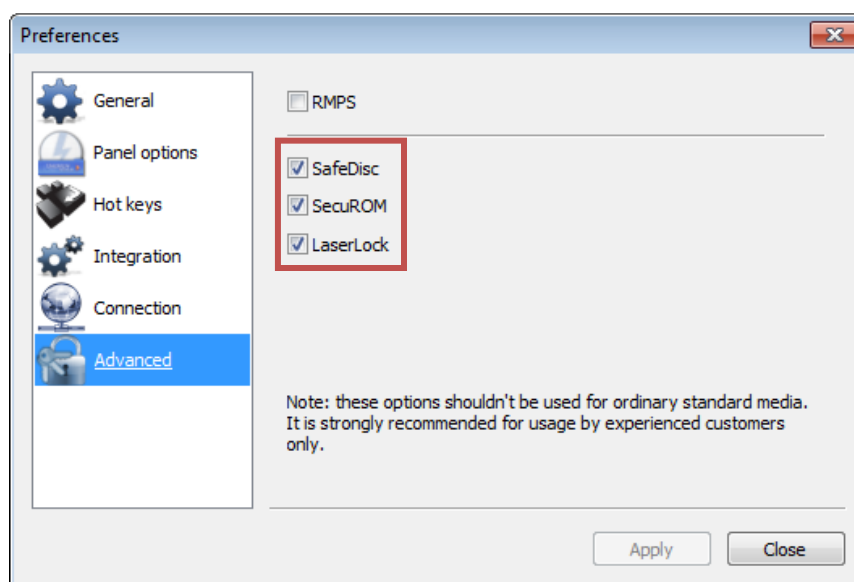 Preferences
General
Panel options
Hot keys
Integration
Connection
Advanced
RMPS
SafeDisc
SecuROM
LaserLock
Note: these options shouldn't be used for ordinary standard media.
It is strongly recommended for usage by experienced customers
only.
Apply
Close